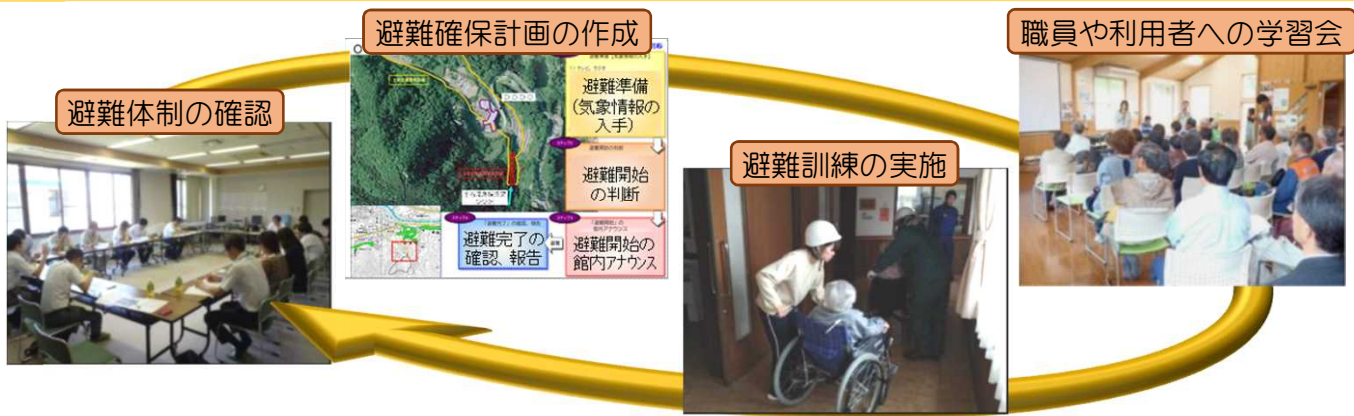 避難確保計画の作成
職員や利用者への学習会
避難体制の確認
避難準備
(気象情報の
入手)
避難開始
の判断
避難開始の
館内アナウンス
避難完了の
確認、報告
避難訓練の実施